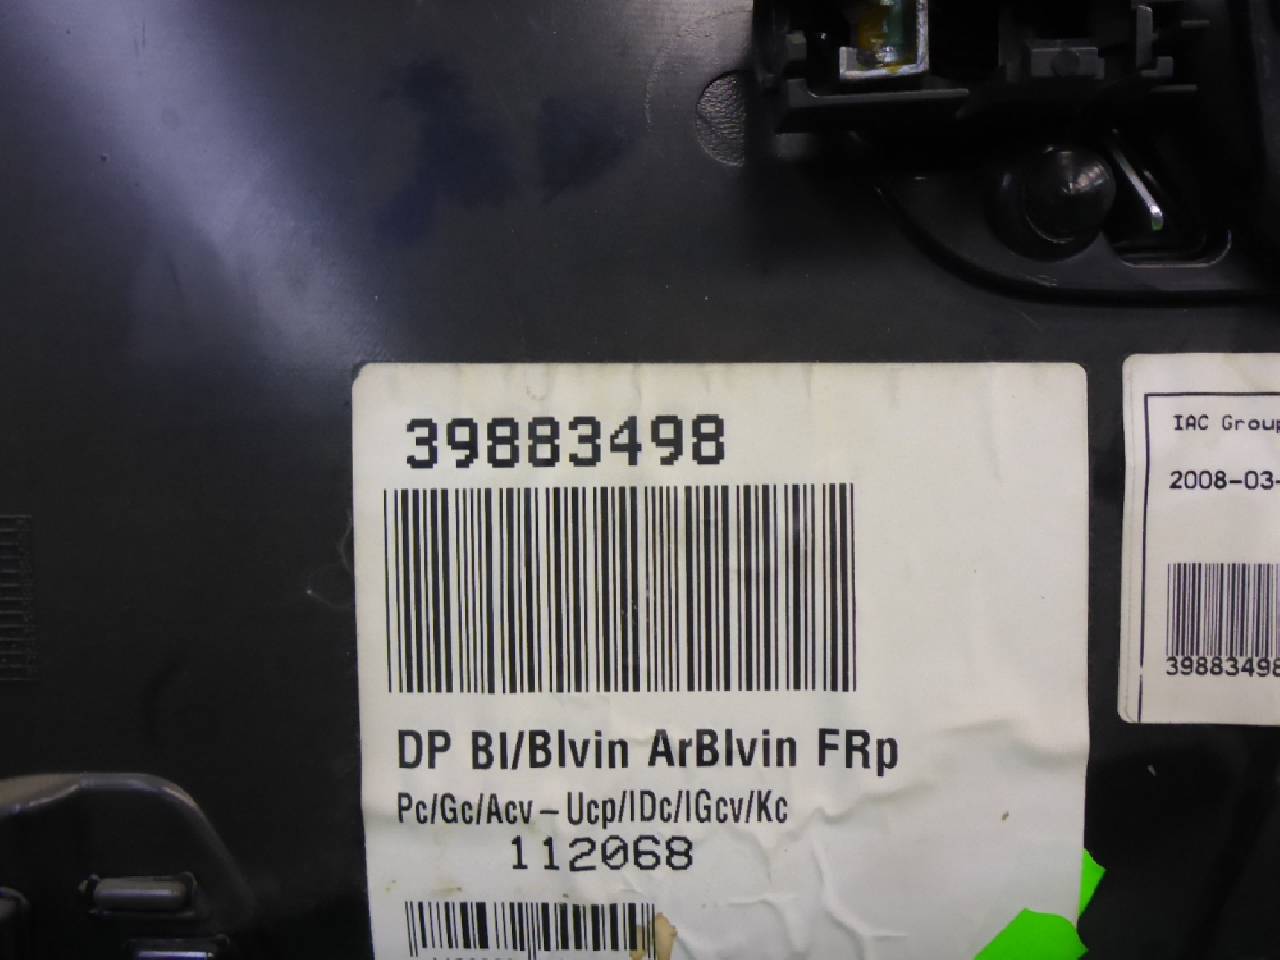 39883498
DP Bl/Blvin ArBlvin FRp
Pc/Gc/Acv – Ucp/IDc/IGcv/Kc
112068
IAC Group
2008-03-
39883498